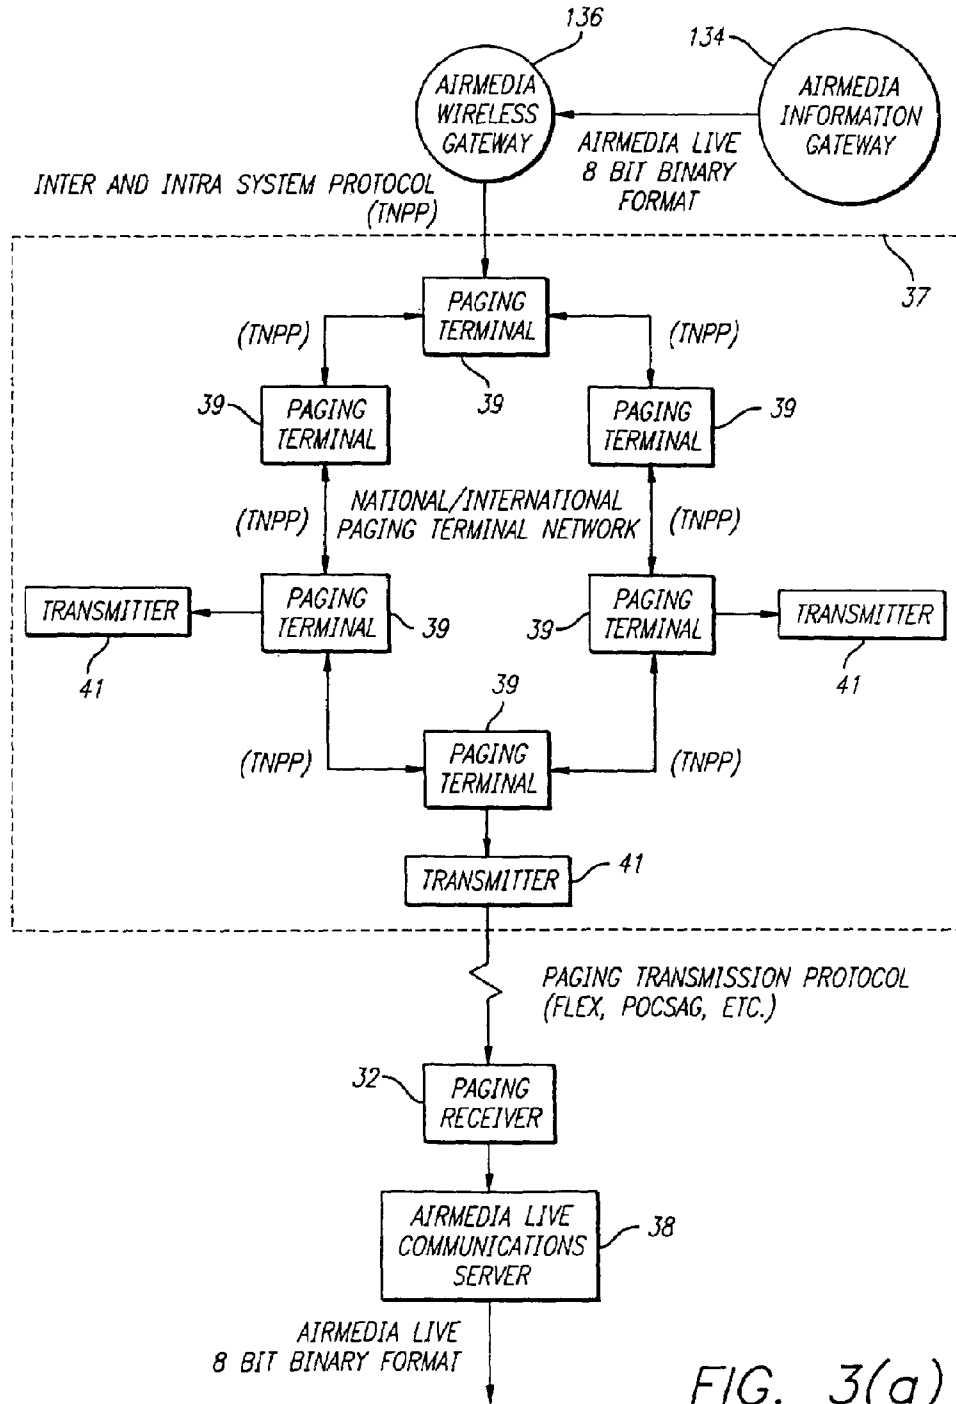 136
134
AIRMEDIA
WIRELESS
GATEWAY
AIRMEDIA
INFORMATION
GATEWAY
AIRMEDIA LIVE
8 BIT BINARY
FORMAT
INTER AND INTRA SYSTEM PROTOCOL
(TNPP)
37
PAGING
TERMINAL
39
(TNPP)
(TNPP)
39
PAGING
TERMINAL
PAGING
TERMINAL
39
(TNPP)
NATIONAL/INTERNATIONAL
PAGING TERMINAL NETWORK
(TNPP)
TRANSMITTER
41
PAGING
TERMINAL
39
39
PAGING
TERMINAL
TRANSMITTER
41
39
(TNPP)
PAGING
TERMINAL
(TNPP)
TRANSMITTER
41
PAGING TRANSMISSION PROTOCOL
(FLEX, POCSAG, ETC.)
32
PAGING
RECEIVER
AIRMEDIA LIVE
COMMUNICATIONS
SERVER
38
AIRMEDIA LIVE
8 BIT BINARY FORMAT
FIG. 3(a)